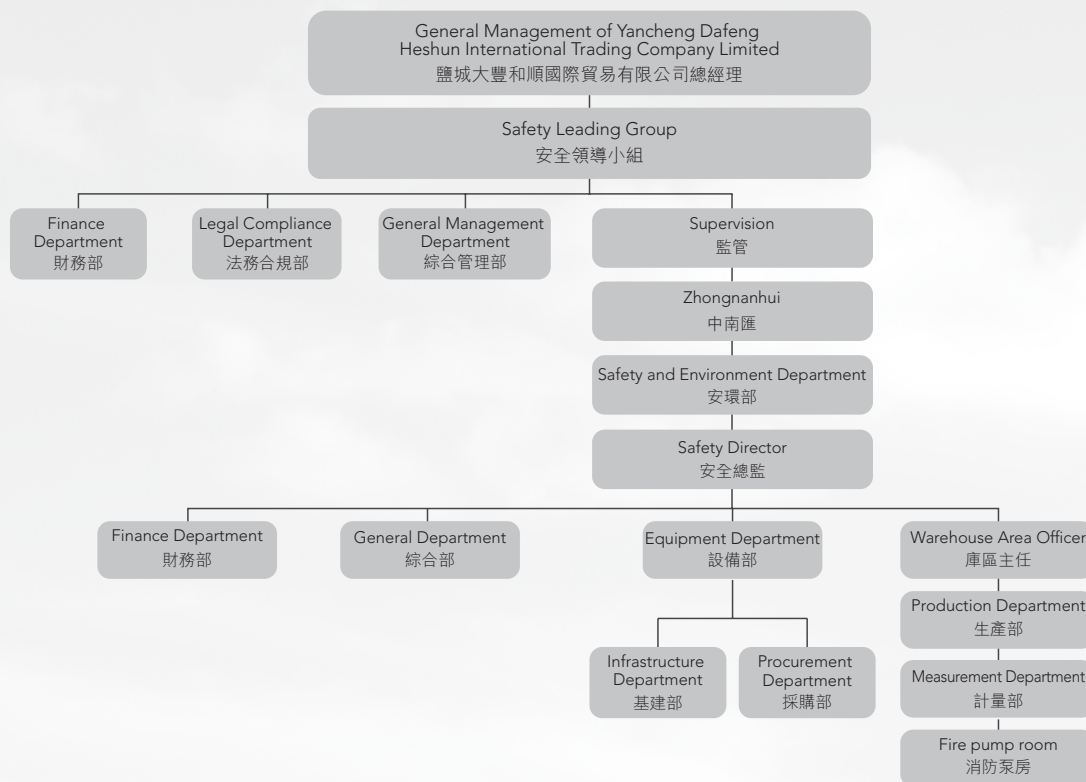 General Management of Yancheng Dafeng
Heshun International Trading Company Limited
鹽城大豐和順國際貿易有限公司總經理
Safety Leading Group
安全領導小組
Finance
Department
財務部
Legal Compliance
Department
法務合規部
General Management
Department
綜合管理部
Supervision
監管
Zhongnanhui
中南匯
Safety and Environment Department
安環部
Safety Director
安全總監
Finance Department
財務部
General Department
綜合部
Equipment Department
設備部
Warehouse Area Officer
庫區主任
Production Department
生產部
Infrastructure
Department
基建部
Procurement
Department
採購部
Measurement Department
計量部
Fire pump room
消防泵房